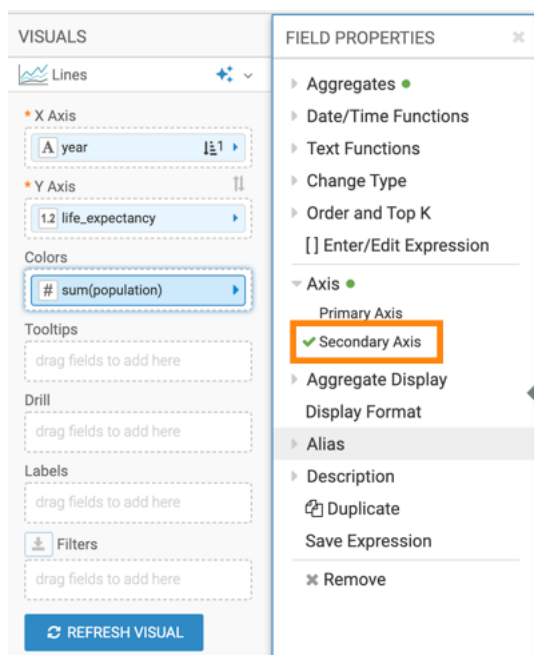 VISUALS
Lines
* X Axis
A year 1
* Y Axis
1.2 life_expectancy
Colors
# sum(population)
Tooltips
drag fields to add here
Drill
drag fields to add here
Labels
drag fields to add here
Filters
drag fields to add here
REFRESH VISUAL
FIELD PROPERTIES
Aggregates
Date/Time Functions
Text Functions
Change Type
Order and Top K
[ ] Enter/Edit Expression
Axis
Primary Axis
Secondary Axis
Aggregate Display
Display Format
Alias
Description
Duplicate
Save Expression
Remove